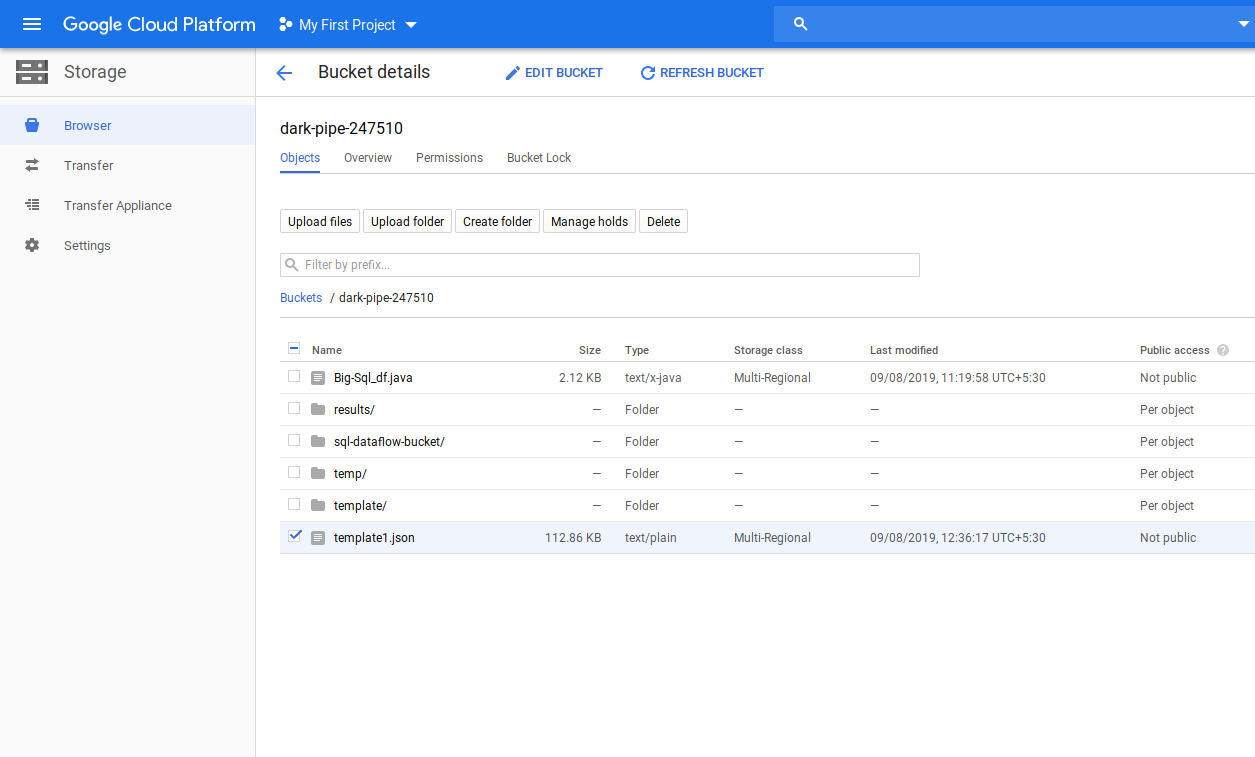 Google Cloud Platform My First Project
Storage Bucket details EDIT BUCKET REFRESH BUCKET
Browser
Transfer
Transfer Appliance
Settings
dark-pipe-247510
Objects Overview Permissions Bucket Lock
Upload files Upload folder Create folder Manage holds Delete
Filter by prefix...
Buckets / dark-pipe-247510
Name Size Type Storage class Last modified Public access ?
Big-Sql_df.java 2.12 KB text/x-java Multi-Regional 09/08/2019, 11:19:58 UTC+5:30 Not public
results/ — Folder — — Per object
sql-dataflow-bucket/ — Folder — — Per object
temp/ — Folder — — Per object
template/ — Folder — — Per object
template1.json 112.86 KB text/plain Multi-Regional 09/08/2019, 12:36:17 UTC+5:30 Not public